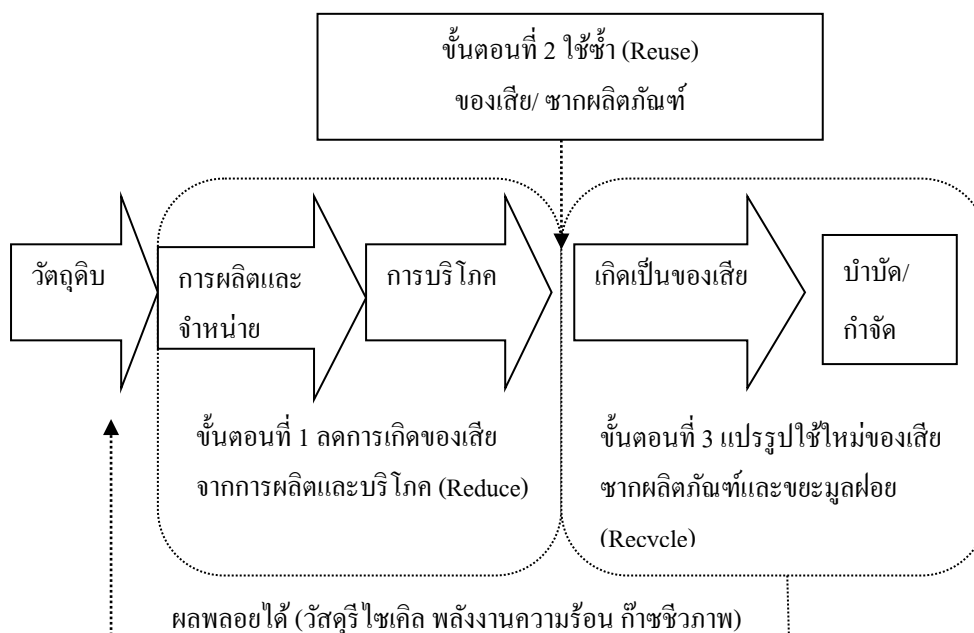 ขั้นตอนที่ 2 ใช้ซ้ำ (Reuse)
ของเสีย/ ซากผลิตภัณฑ์
วัตถุดิบ
การผลิตและ
จำหน่าย
การบริโภค
เกิดเป็นของเสีย
บำบัด/
กำจัด
ขั้นตอนที่ 1 ลดการเกิดของเสีย
จากการผลิตและบริโภค (Reduce)
ขั้นตอนที่ 3 แปรรูปใช้ใหม่ของเสีย
ซากผลิตภัณฑ์และขยะมูลฝอย
(Recycle)
ผลพลอยได้ (วัสดุรีไซเคิล พลังงานความร้อน ก๊าซชีวภาพ)